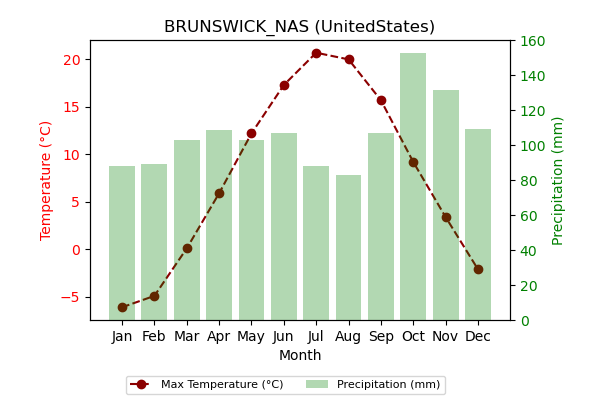 BRUNSWICK_NAS (UnitedStates)
Temperature (°C)
20
15
10
5
0
−5
160
140
120
100
80
60
40
20
0
Precipitation (mm)
Jan Feb Mar Apr May Jun Jul Aug Sep Oct Nov Dec
Month
Max Temperature (°C) Precipitation (mm)